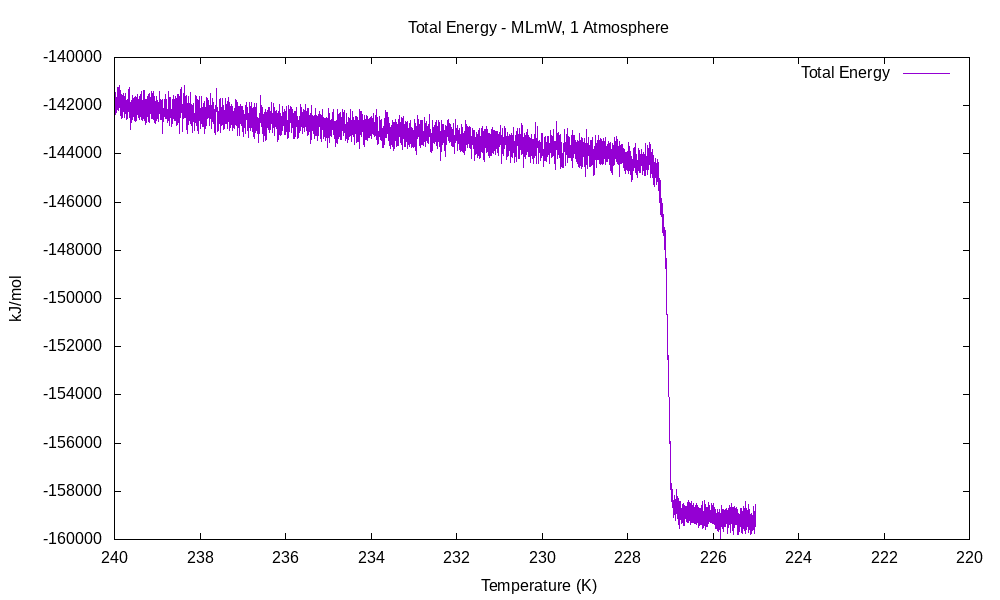 Total Energy - MLmW, 1 Atmosphere
Total Energy
-140000
-142000
-144000
-146000
-148000
-150000
-152000
-154000
-156000
-158000
-160000
kJ/mol
240 238 236 234 232 230 228 226 224 222 220
Temperature (K)